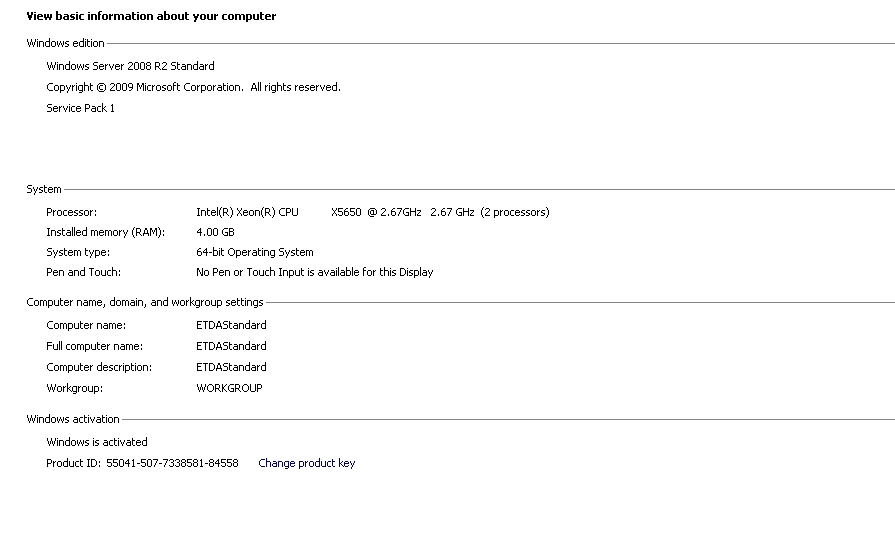 View basic information about your computer
Windows edition
Windows Server 2008 R2 Standard
Copyright © 2009 Microsoft Corporation.  All rights reserved.
Service Pack 1
System
Processor: Intel(R) Xeon(R) CPU X5650 @ 2.67GHz 2.67 GHz (2 processors)
Installed memory (RAM): 4.00 GB
System type: 64-bit Operating System
Pen and Touch: No Pen or Touch Input is available for this Display
Computer name, domain, and workgroup settings
Computer name: ETDAStandard
Full computer name: ETDAStandard
Computer description: ETDAStandard
Workgroup: WORKGROUP
Windows activation
Windows is activated
Product ID: 55041-507-7338581-84558 Change product key